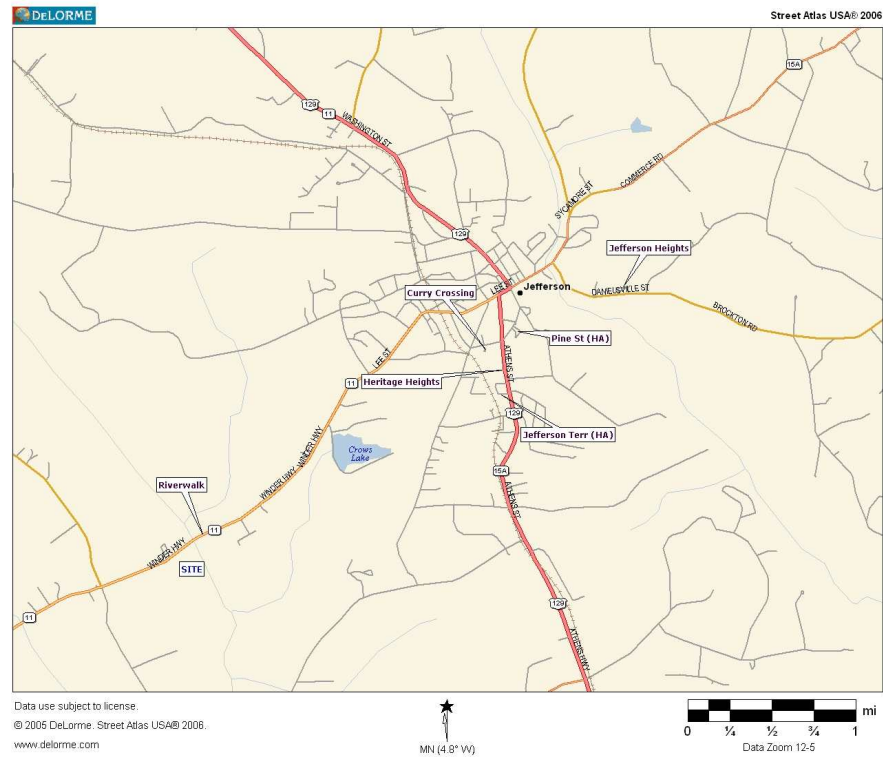 DELORME
Street Atlas USA® 2006
15A
129
11
WASHINGTON ST
COMMERCE RD
SYCAMORE ST
129
Jefferson Heights
Curry Crossing
LEE ST
Jefferson
DANIELSVILLE ST
BROCKTON RD
Pine St (HA)
LEE ST
ATHENS ST
11
Heritage Heights
129
Jefferson Terr (HA)
WINDER HWY
Crows
Lake
15A
WINDER HWY
Riverwalk
ATHENS ST
11
WINDER HWY
SITE
129
11
ATHENS HWY
Data use subject to license.
© 2005 DeLorme. Street Atlas USA® 2006.
www.delorme.com
MN (4.8° W)
0 ¼ ½ ¾ 1
mi
Data Zoom 12-5